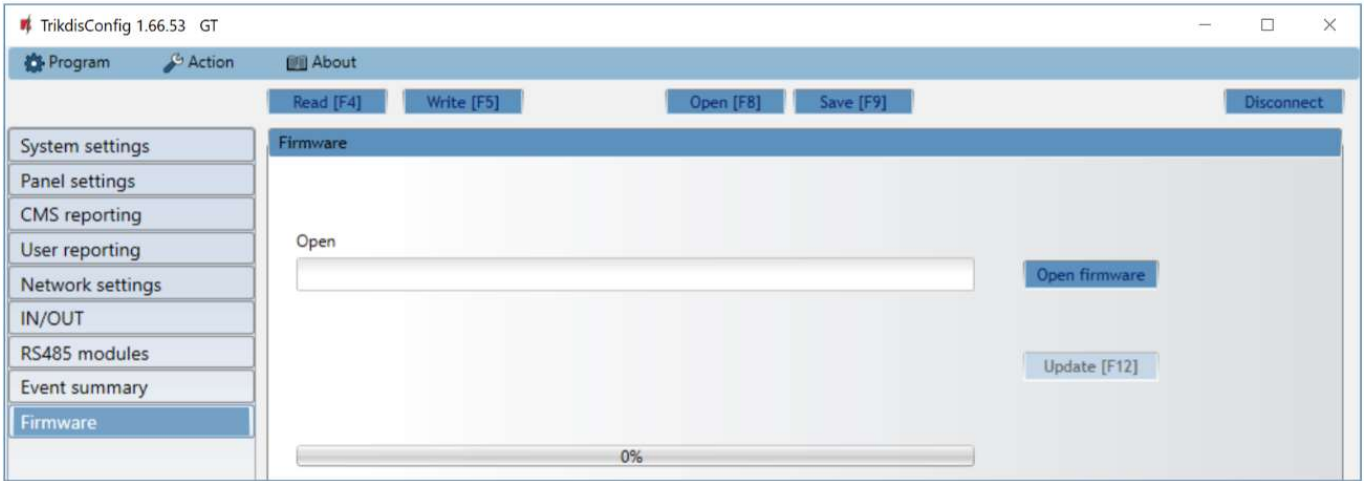 TrikdisConfig 1.66.53 GT
Program Action About
Read [F4] Write [F5] Open [F8] Save [F9] Disconnect
System settings
Panel settings
CMS reporting
User reporting
Network settings
IN/OUT
RS485 modules
Event summary
Firmware
Firmware
Open
Open firmware
Update [F12]
0%